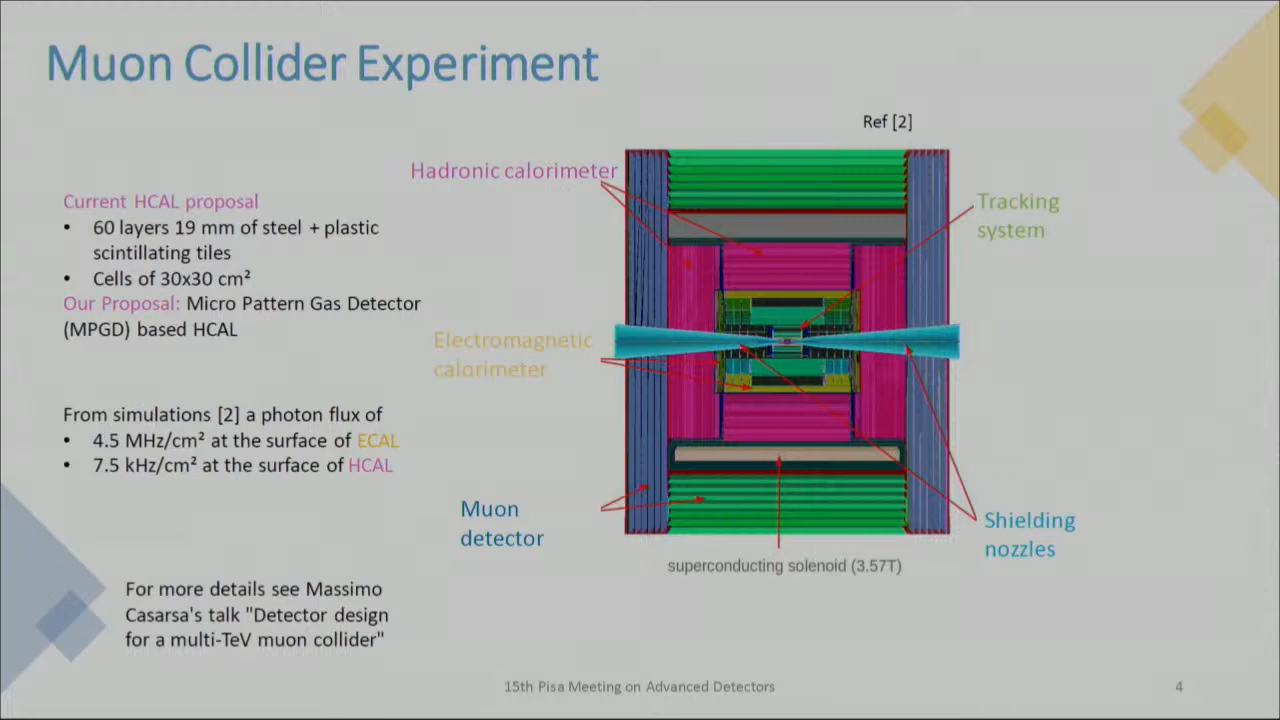 Muon Collider Experiment
Ref [2]
Hadronic calorimeter
Current HCAL proposal
• 60 layers 19 mm of steel + plastic
scintillating tiles
• Cells of 30x30 cm²
Our Proposal: Micro Pattern Gas Detector
(MPGD) based HCAL
Tracking
system
Electromagnetic
calorimeter
From simulations [2] a photon flux of
• 4.5 MHz/cm² at the surface of ECAL
• 7.5 kHz/cm² at the surface of HCAL
Muon
detector
Shielding
nozzles
superconducting solenoid (3.57T)
For more details see Massimo
Casarsa's talk "Detector design
for a multi-TeV muon collider"
15th Pisa Meeting on Advanced Detectors
4